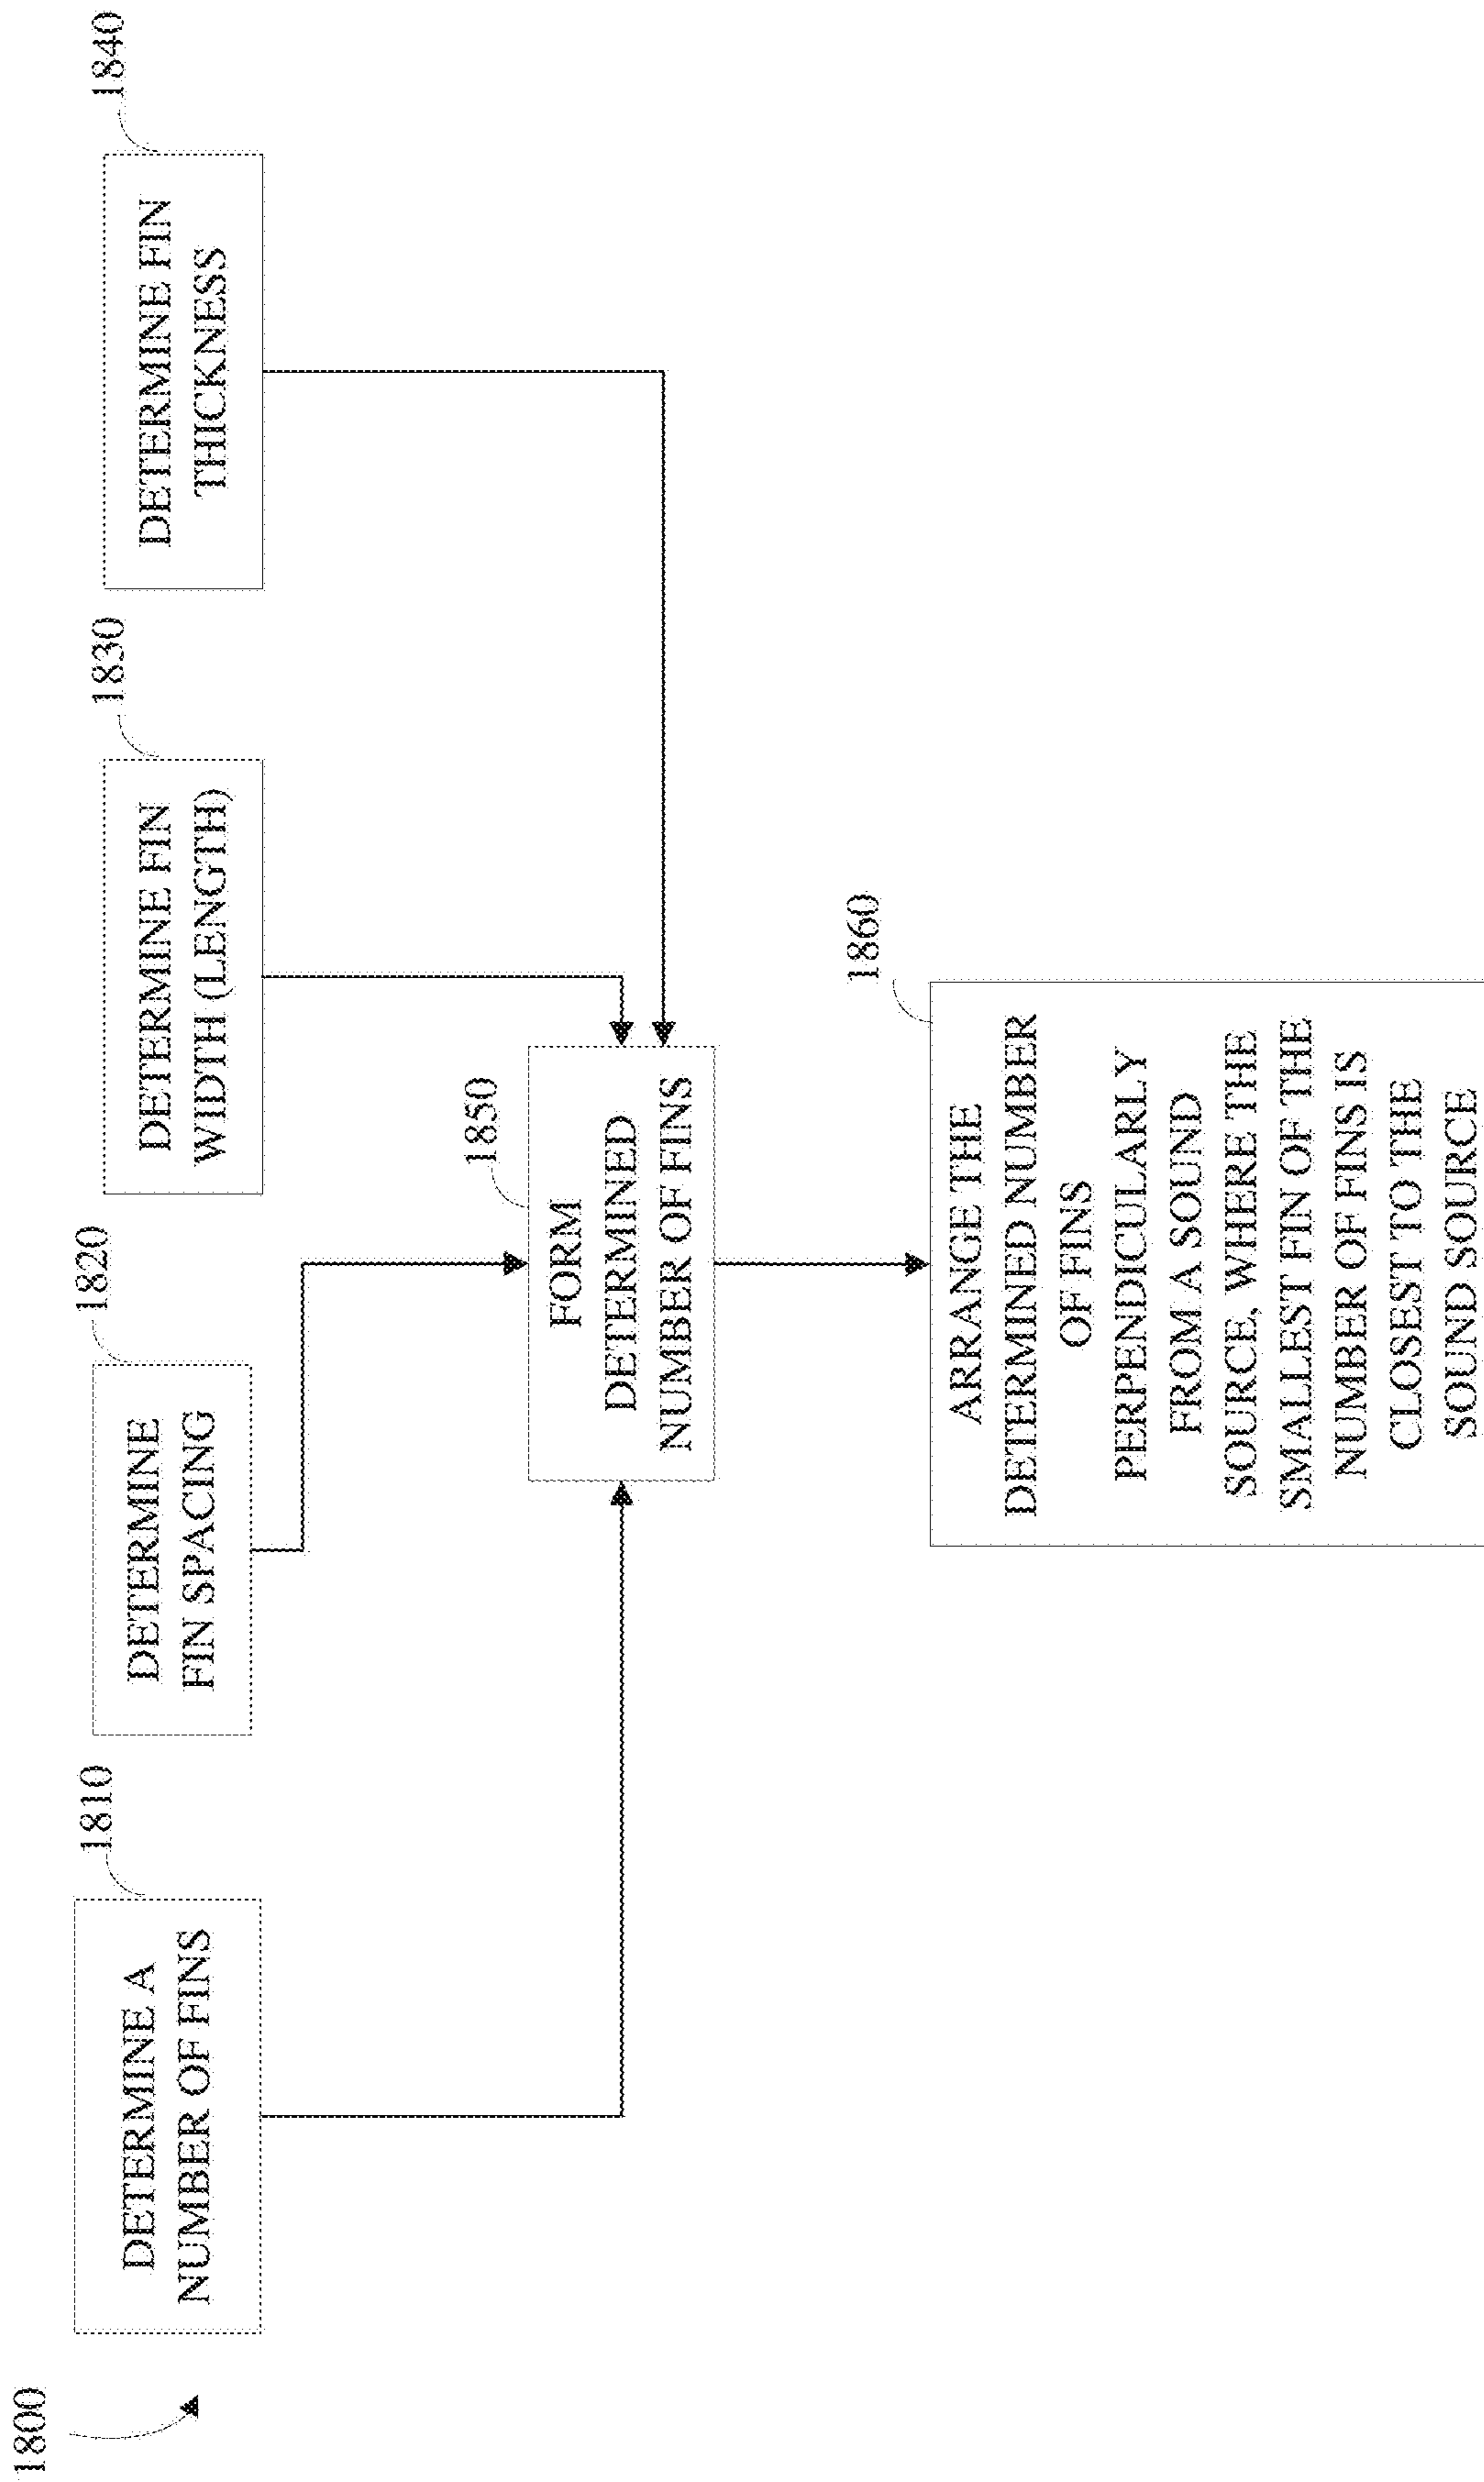 1800
1810
DETERMINE A
NUMBER OF FINS
1820
DETERMINE
FIN SPACING
1830
DETERMINE FIN
WIDTH (LENGTH)
1840
DETERMINE FIN
THICKNESS
1850
FORM
DETERMINED
NUMBER OF FINS
1860
ARRANGE THE
DETERMINED NUMBER
OF FINS
PERPENDICULARLY
FROM A SOUND
SOURCE, WHERE THE
SMALLEST FIN OF THE
NUMBER OF FINS IS
CLOSEST TO THE
SOUND SOURCE